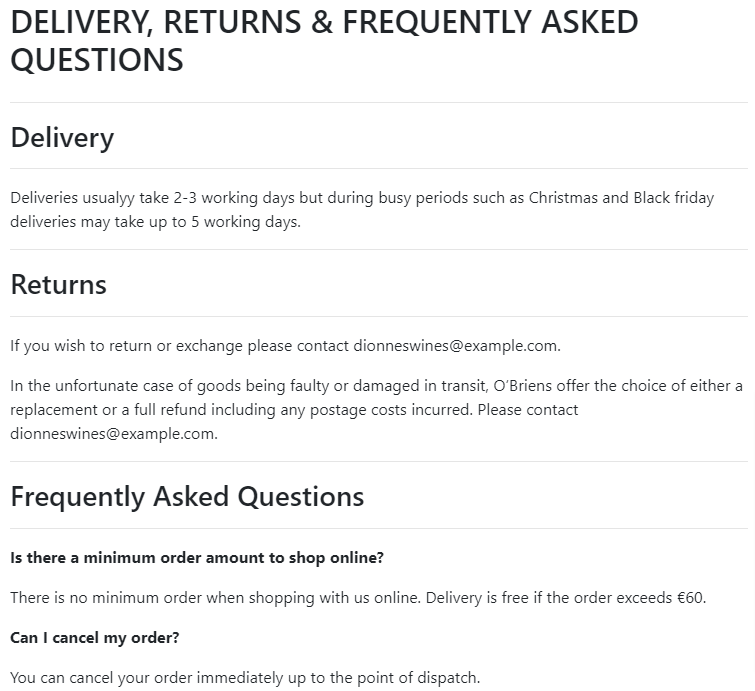 DELIVERY, RETURNS & FREQUENTLY ASKED
QUESTIONS
Delivery
Deliveries usualyy take 2-3 working days but during busy periods such as Christmas and Black friday
deliveries may take up to 5 working days.
Returns
If you wish to return or exchange please contact dionneswines@example.com.
In the unfortunate case of goods being faulty or damaged in transit, O’Briens offer the choice of either a
replacement or a full refund including any postage costs incurred. Please contact
dionneswines@example.com.
Frequently Asked Questions
Is there a minimum order amount to shop online?
There is no minimum order when shopping with us online. Delivery is free if the order exceeds €60.
Can I cancel my order?
You can cancel your order immediately up to the point of dispatch.